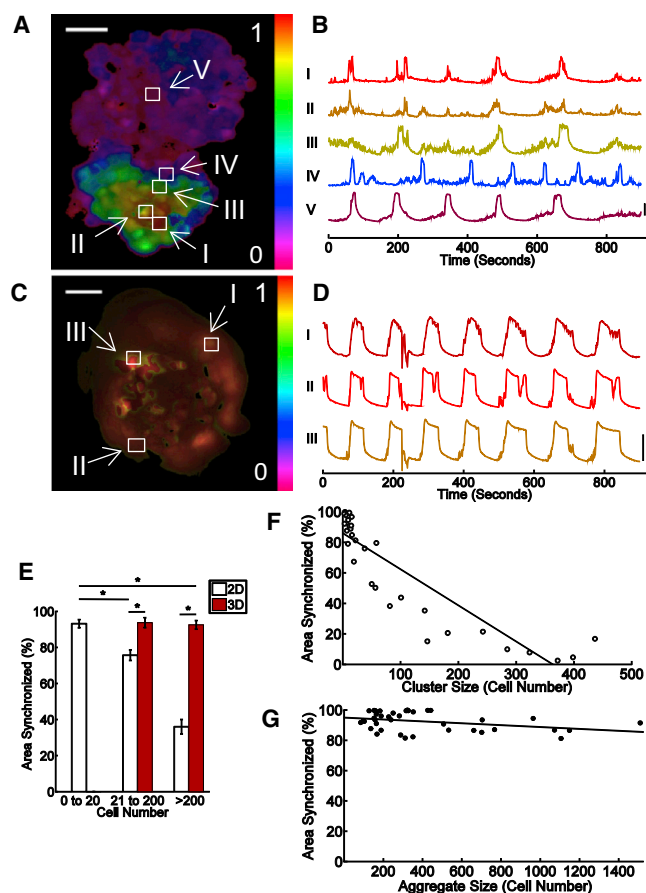 A
1
V
IV
III
II
I
0
B
I
II
III
IV
V
0 200 400 600 800
Time (Seconds)
C
I
1
III
II
0
D
I
II
III
0 200 400 600 800
Time (Seconds)
E
2D
3D
* * * *
Area Synchronized (%)
100
80
60
40
20
0
0 to 20 21 to 200 >200
Cell Number
F
Area Synchronized (%)
100
80
60
40
20
0
100 200 300 400 500
Cluster Size (Cell Number)
G
Area Synchronized (%)
100
80
60
40
20
0
200 400 600 800 1000 1200 1400
Aggregate Size (Cell Number)